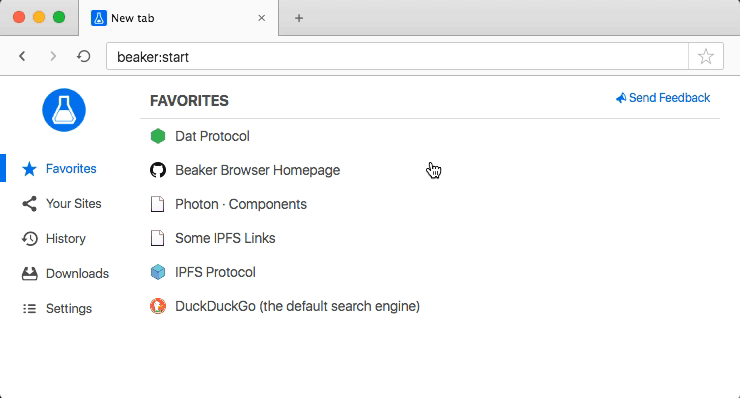 New tab
beaker:start
FAVORITES
Send Feedback
Dat Protocol
Beaker Browser Homepage
Photon · Components
Some IPFS Links
IPFS Protocol
DuckDuckGo (the default search engine)
Favorites
Your Sites
History
Downloads
Settings